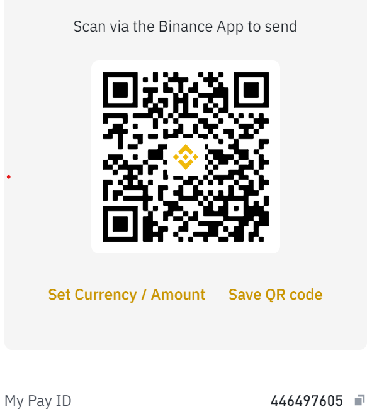 Scan via the Binance App to send
Set Currency / Amount Save QR code
My Pay ID 446497605